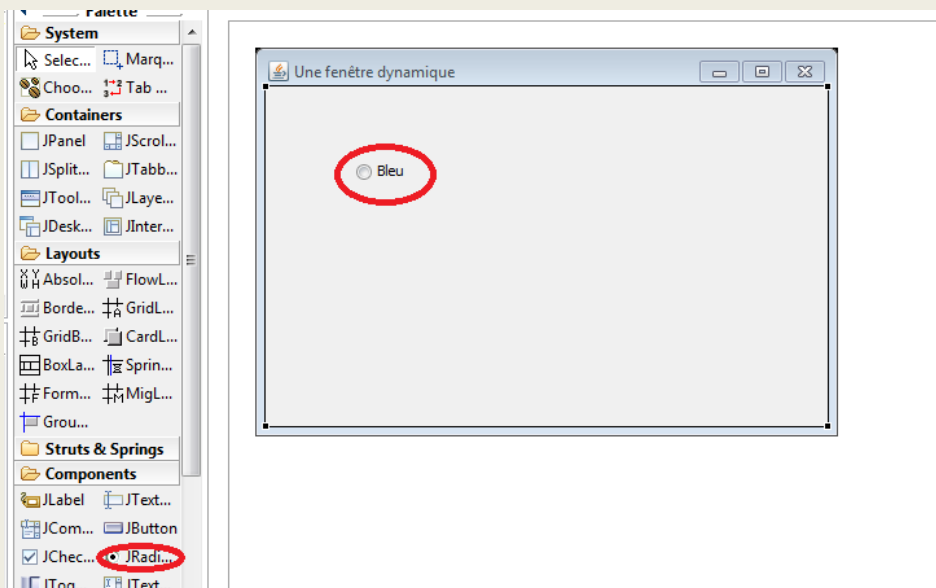 Palette
System
Selec... Marq...
Choo... Tab ...
Containers
JPanel JScrol...
JSplit... JTabb...
JTool... JLaye...
JDesk... JInter...
Layouts
Absol... FlowL...
Borde... GridL...
GridB... CardL...
BoxLa... Sprin...
Form... MigL...
Grou...
Struts & Springs
Components
JLabel JText...
JCom... JButton
JChec... JRadi...
JTog... JText...
Une fenêtre dynamique
Bleu